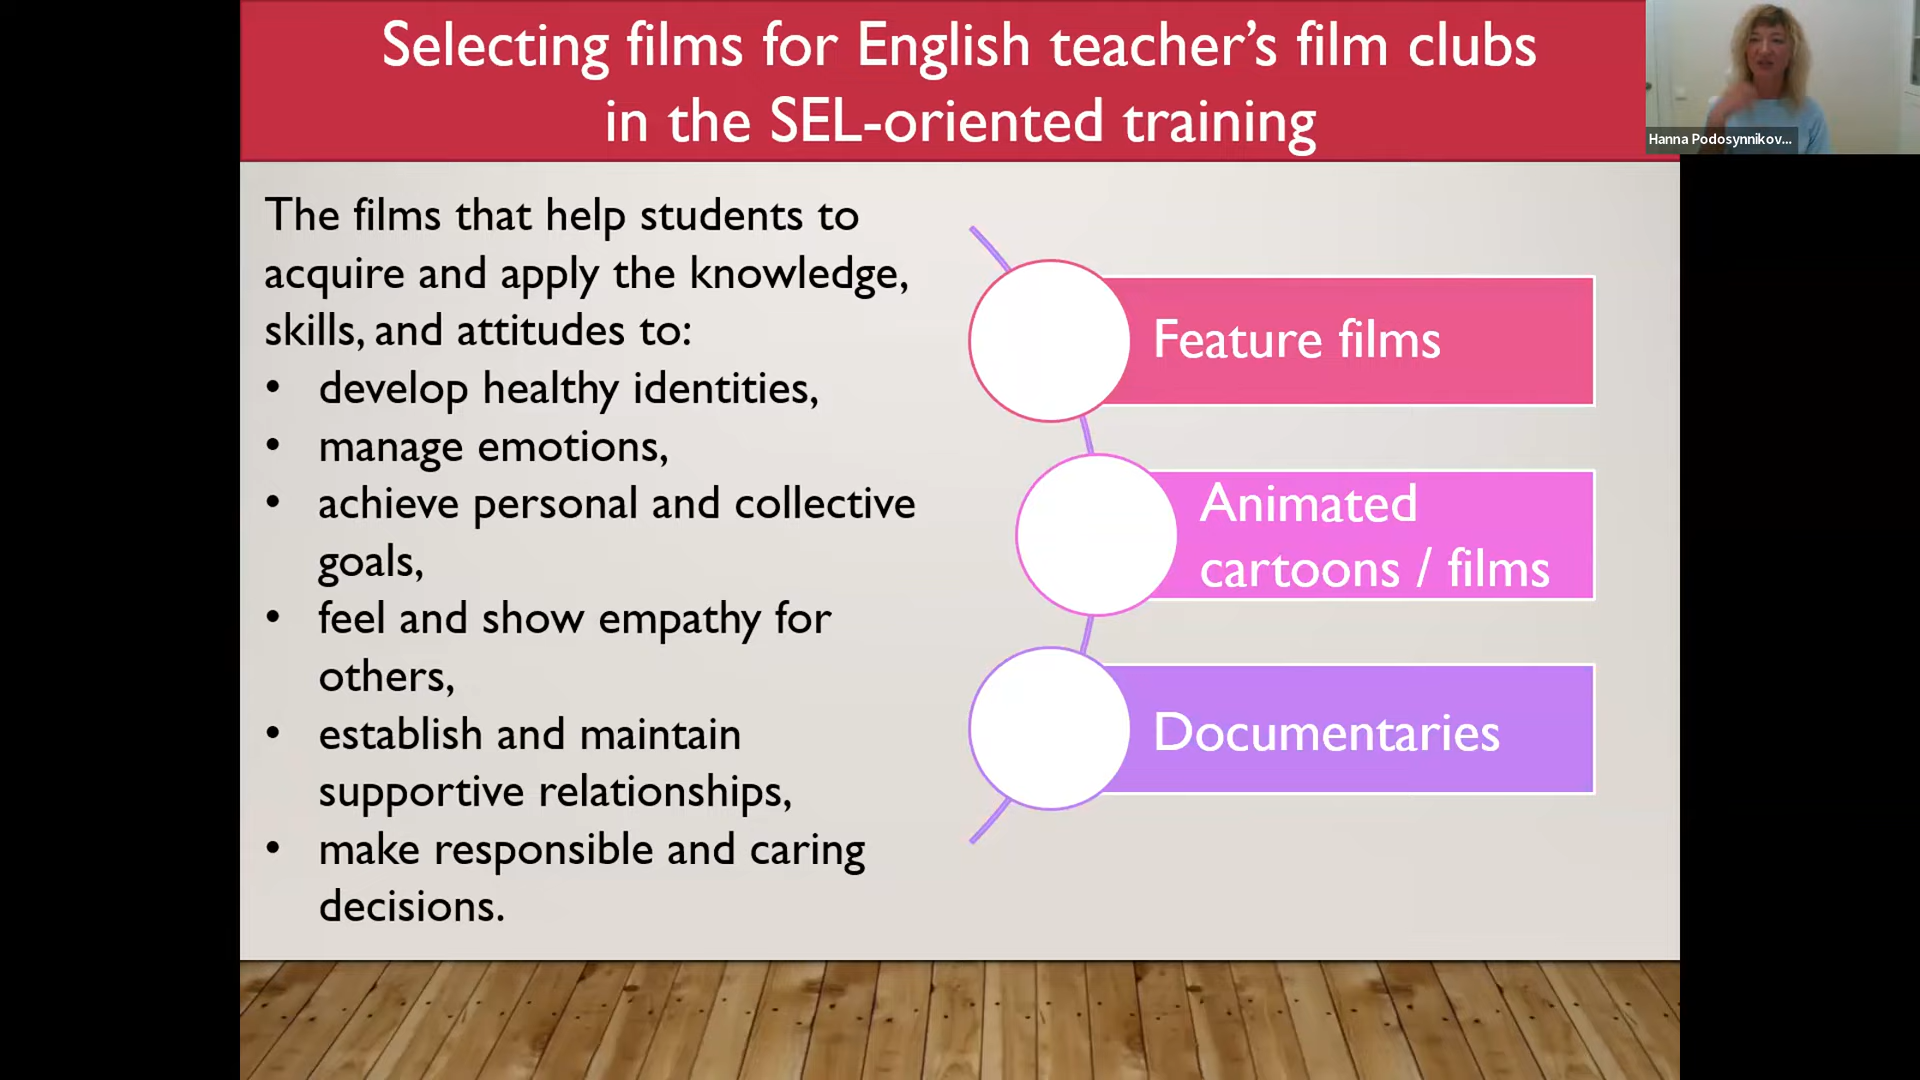 Selecting films for English teacher’s film clubs
in the SEL-oriented training
Hanna Podosynnikov...
The films that help students to
acquire and apply the knowledge,
skills, and attitudes to:
• develop healthy identities,
• manage emotions,
• achieve personal and collective
goals,
• feel and show empathy for
others,
• establish and maintain
supportive relationships,
• make responsible and caring
decisions.
Feature films
Animated
cartoons / films
Documentaries